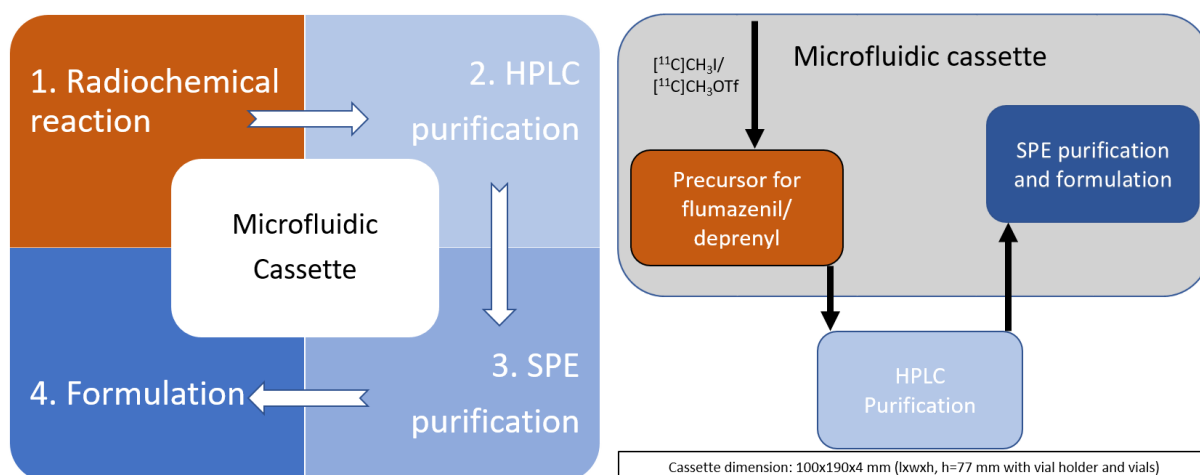 1. Radiochemical
reaction
2. HPLC
purification
Microfluidic
Cassette
3. SPE
purification
4. Formulation
Microfluidic cassette
[¹¹C]CH₃I/
[¹¹C]CH₃OTf
Precursor for
flumazenil/
deprenyl
SPE purification
and formulation
HPLC
Purification
Cassette dimension: 100x190x4 mm (lxwxh, h=77 mm with vial holder and vials)